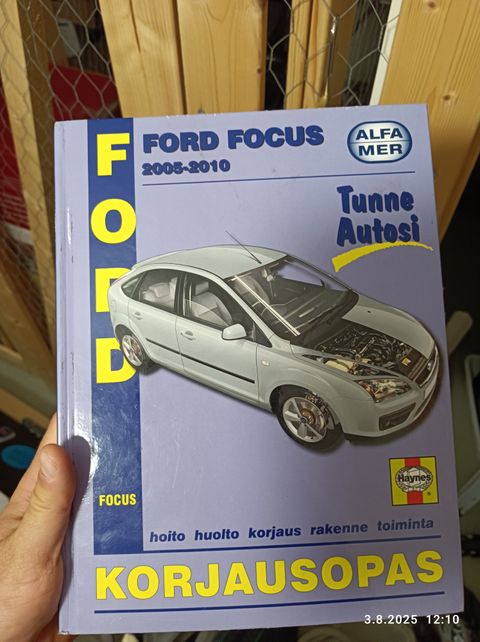 FORD
FORD FOCUS
2005-2010
ALFA
MER
Tunne
Autosi
FOCUS
Haynes
hoito huolto korjaus rakenne toiminta
KORJAUSOPAS
3.8.2025 12:10